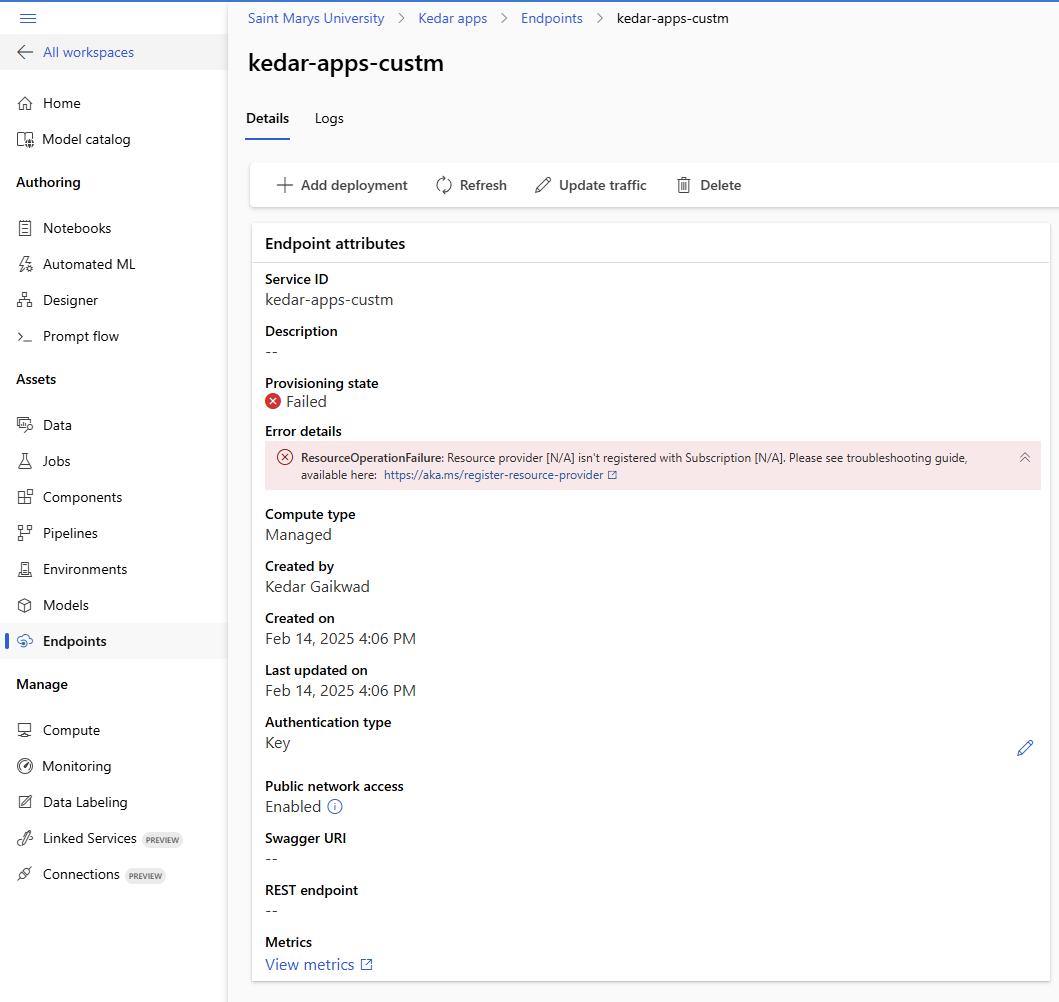 All workspaces
Home
Model catalog
Authoring
Notebooks
Automated ML
Designer
Prompt flow
Assets
Data
Jobs
Components
Pipelines
Environments
Models
Endpoints
Manage
Compute
Monitoring
Data Labeling
Linked Services PREVIEW
Connections PREVIEW
Saint Marys University > Kedar apps > Endpoints > kedar-apps-custm
kedar-apps-custm
Details Logs
Add deployment Refresh Update traffic Delete
Endpoint attributes
Service ID
kedar-apps-custm
Description
--
Provisioning state
Failed
Error details
ResourceOperationFailure: Resource provider [N/A] isn't registered with Subscription [N/A]. Please see troubleshooting guide,
available here: https://aka.ms/register-resource-provider
Compute type
Managed
Created by
Kedar Gaikwad
Created on
Feb 14, 2025 4:06 PM
Last updated on
Feb 14, 2025 4:06 PM
Authentication type
Key
Public network access
Enabled
Swagger URI
--
REST endpoint
--
Metrics
View metrics